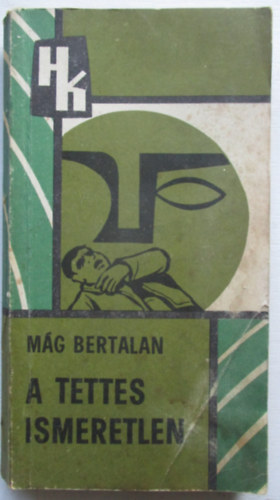 HK
MÁG BERTALAN
A TETTES
ISMERETLEN